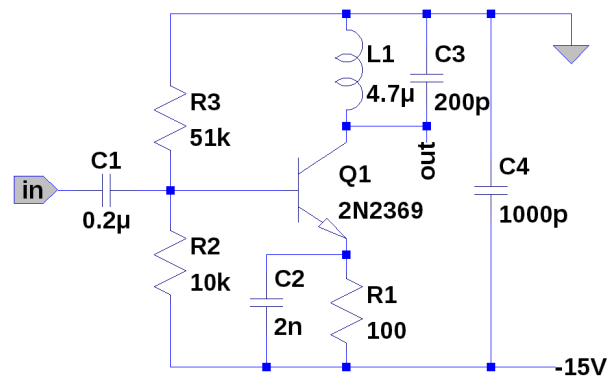 L1
C3
4.7µ
200p
R3
51k
out
C1
in
0.2µ
Q1
2N2369
C4
1000p
R2
10k
C2
2n
R1
100
-15V